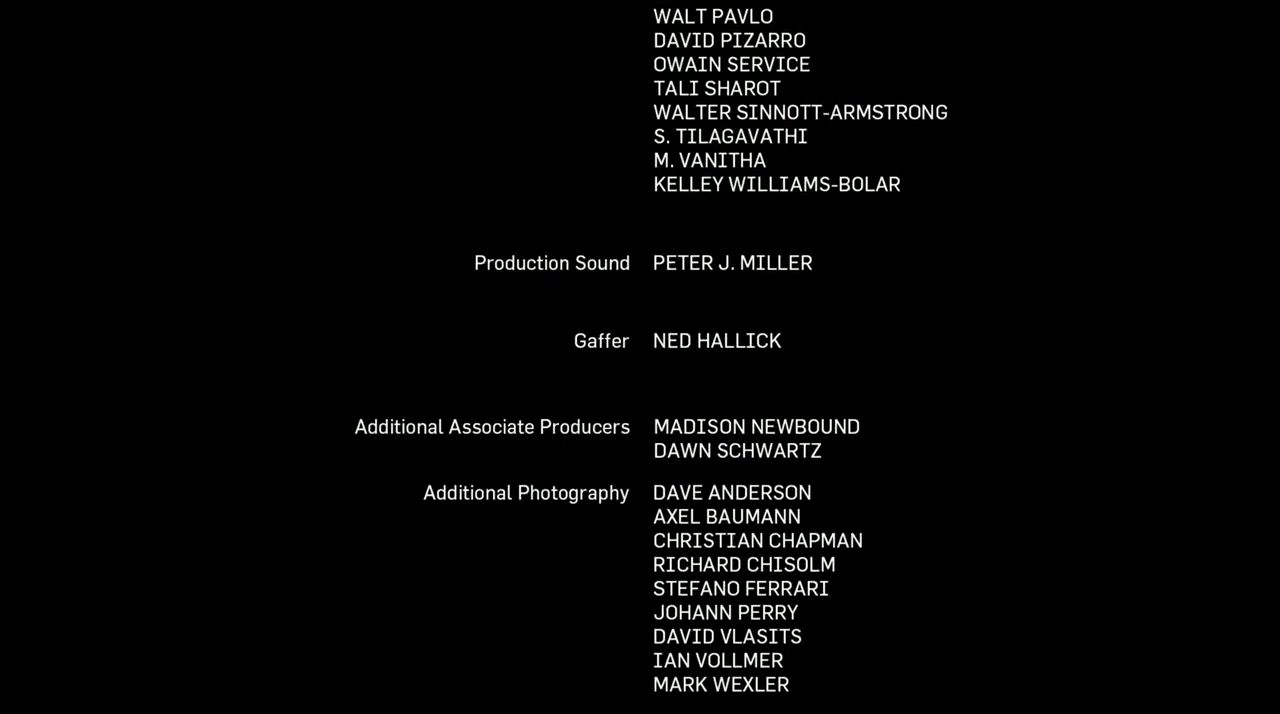 WALT PAVLO
DAVID PIZARRO
OWAIN SERVICE
TALI SHAROT
WALTER SINNOTT-ARMSTRONG
S. TILAGAVATHI
M. VANITHA
KELLEY WILLIAMS-BOLAR
Production Sound PETER J. MILLER
Gaffer NED HALLICK
Additional Associate Producers MADISON NEWBOUND
DAWN SCHWARTZ
Additional Photography DAVE ANDERSON
AXEL BAUMANN
CHRISTIAN CHAPMAN
RICHARD CHISOLM
STEFANO FERRARI
JOHANN PERRY
DAVID VLASITS
IAN VOLLMER
MARK WEXLER